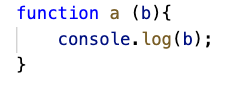 function a (b){
    console.log(b);
}